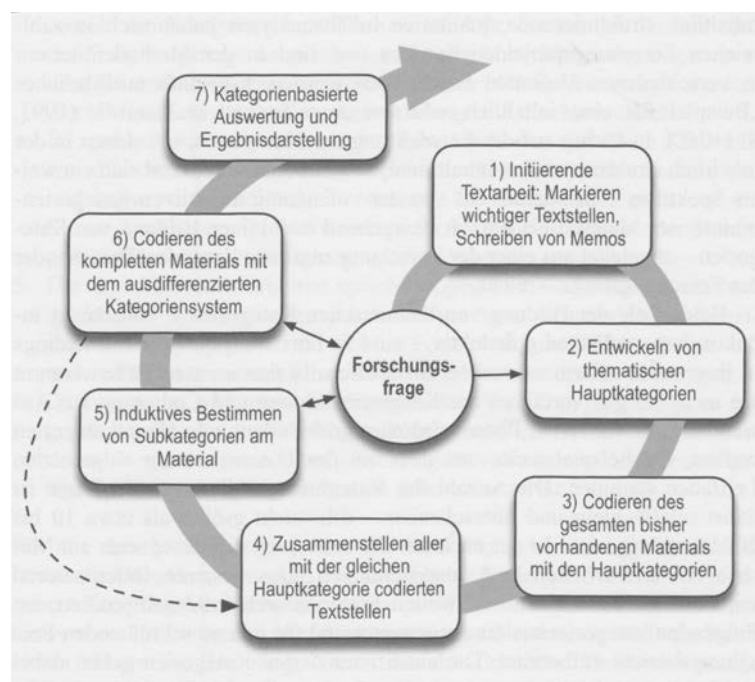 7) Kategorienbasierte
Auswertung und
Ergebnisdarstellung
1) Initiierende
Textarbeit: Markieren
wichtiger Textstellen,
Schreiben von Memos
6) Codieren des
kompletten Materials mit
dem ausdifferenzierten
Kategoriensystem
Forschungs-
frage
2) Entwickeln von
thematischen
Hauptkategorien
5) Induktives Bestimmen
von Subkategorien am
Material
3) Codieren des
gesamten bisher
vorhandenen Materials
mit den Hauptkategorien
4) Zusammenstellen aller
mit der gleichen
Hauptkategorie codierten
Textstellen